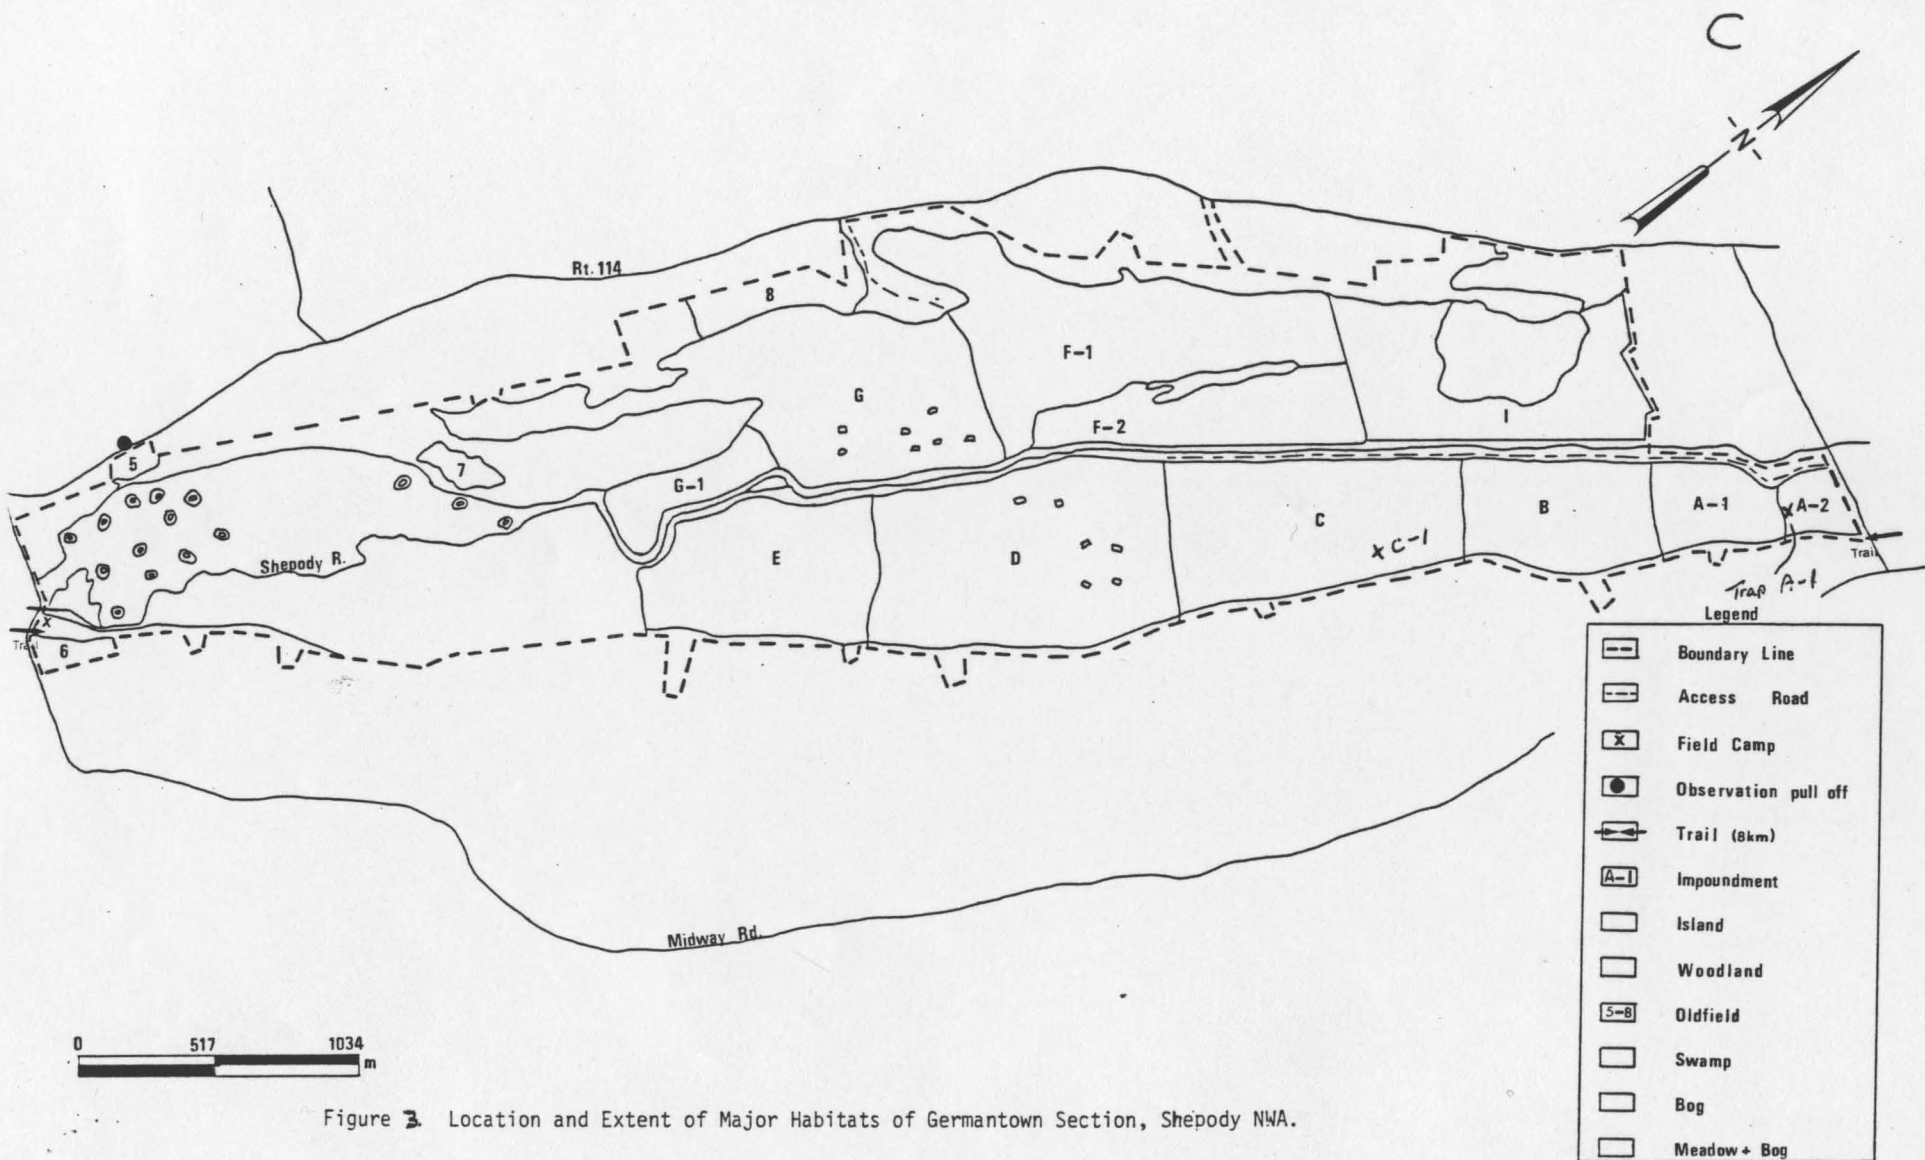 C
N
Rt. 114
8
F-1
G
F-2
I
5
7
G-1
A-1
A-2
B
C
x C-1
E
D
Shepody R.
x
Trail
Trap A-1
x
6
Legend
Boundary Line
Access Road
x Field Camp
Observation pull off
Trail (8km)
A-1 Impoundment
Island
Woodland
5-8 Oldfield
Swamp
Bog
Meadow + Bog
Midway Rd.
0 517 1034
m
Figure 3. Location and Extent of Major Habitats of Germantown Section, Shepody NWA.